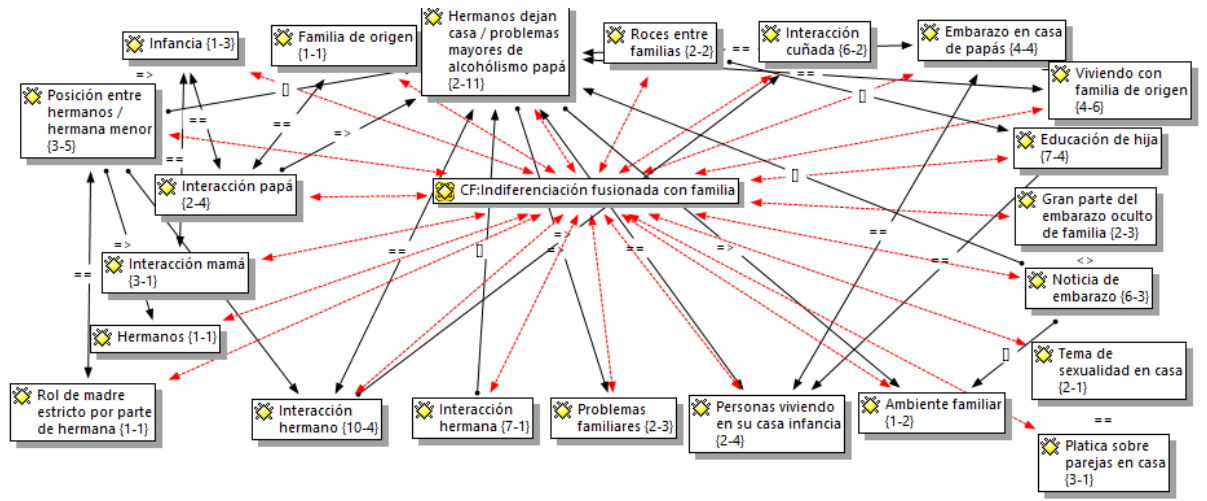 Infancia {1-3}
Familia de origen
{1-1}
Hermanos dejan
casa / problemas
mayores de
alcohólismo papá
{2-11}
Roces entre
familias {2-2}
Interacción
cuñada {6-2}
Embarazo en casa
de papás {4-4}
Viviendo con
familia de origen
{4-6}
Posición entre
hermanos /
hermana menor
{3-5}
Educación de hija
{7-4}
Interacción papá
{2-4}
CF:Indiferenciación fusionada con familia
Gran parte del
embarazo oculto
de familia {2-3}
Interacción mamá
{3-1}
Noticia de
embarazo {6-3}
Hermanos {1-1}
Tema de
sexualidad en casa
{2-1}
Rol de madre
estricto por parte
de hermana {1-1}
Interacción
hermano {10-4}
Interacción
hermana {7-1}
Problemas
familiares {2-3}
Personas viviendo
en su casa infancia
{2-4}
Ambiente familiar
{1-2}
Platica sobre
parejas en casa
{3-1}
=>
[]
==
==
[]
==
=>
==
[]
=>
==
==
<>
=>
[]
=>
==
=>
==
==
[]
==